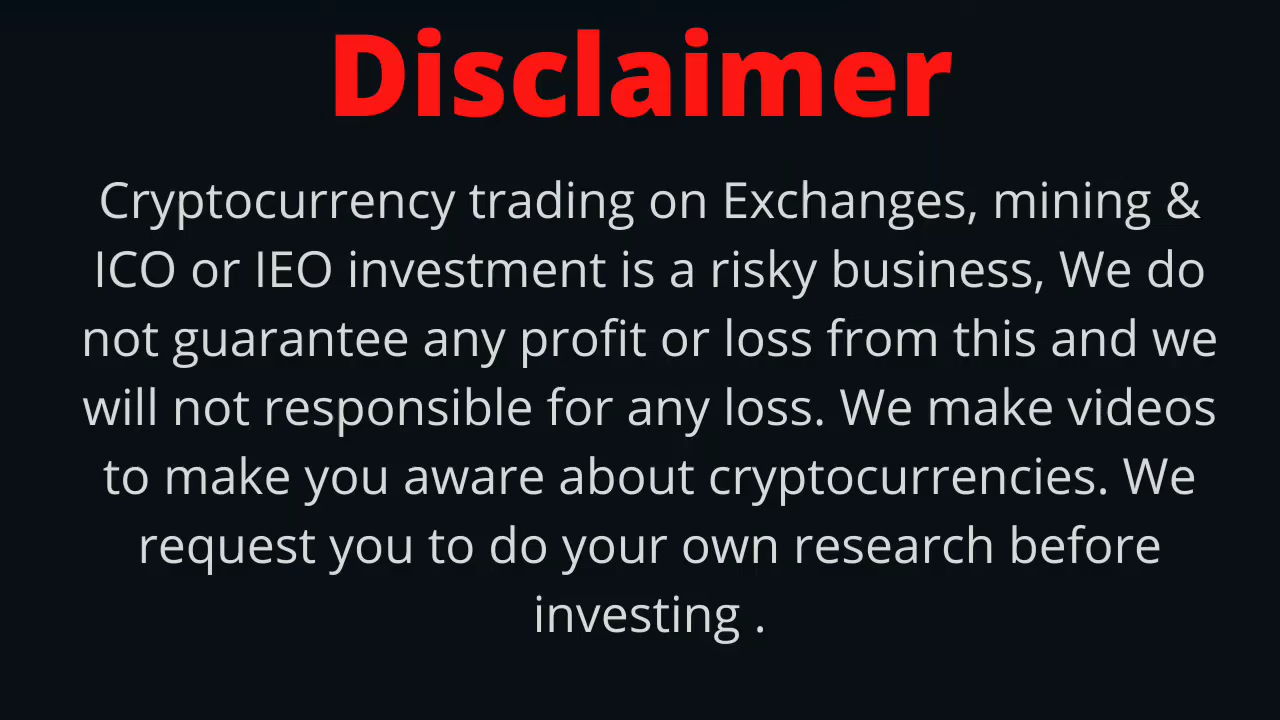 Disclaimer
Cryptocurrency trading on Exchanges, mining &
ICO or IEO investment is a risky business, We do
not guarantee any profit or loss from this and we
will not responsible for any loss. We make videos
to make you aware about cryptocurrencies. We
request you to do your own research before
investing .